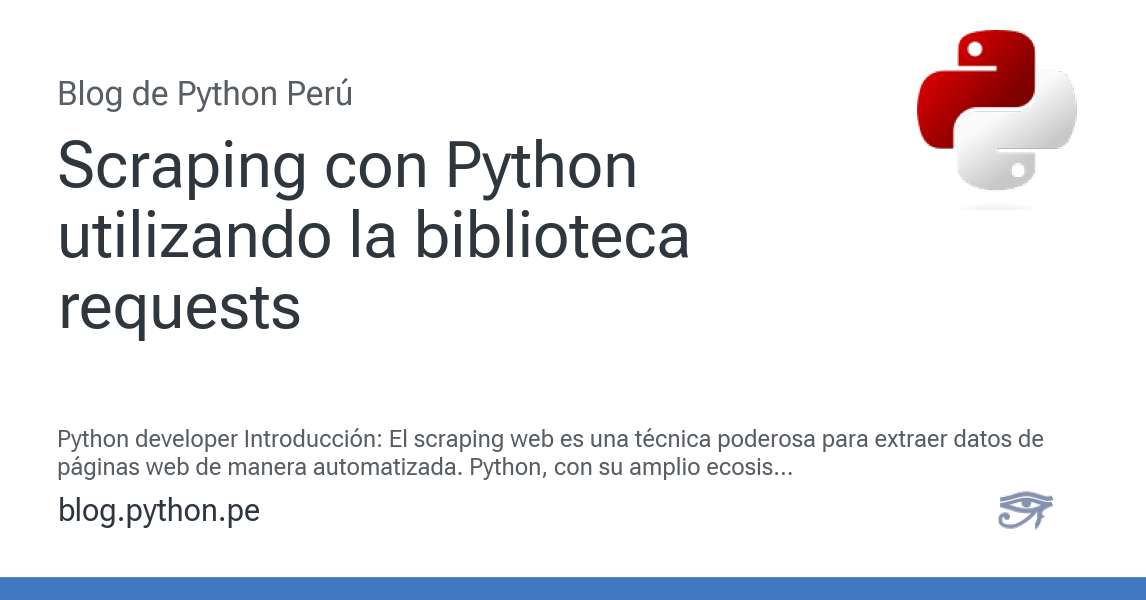 Blog de Python Perú
Scraping con Python
utilizando la biblioteca
requests
Python developer Introducción: El scraping web es una técnica poderosa para extraer datos de
páginas web de manera automatizada. Python, con su amplio ecosis...
blog.python.pe